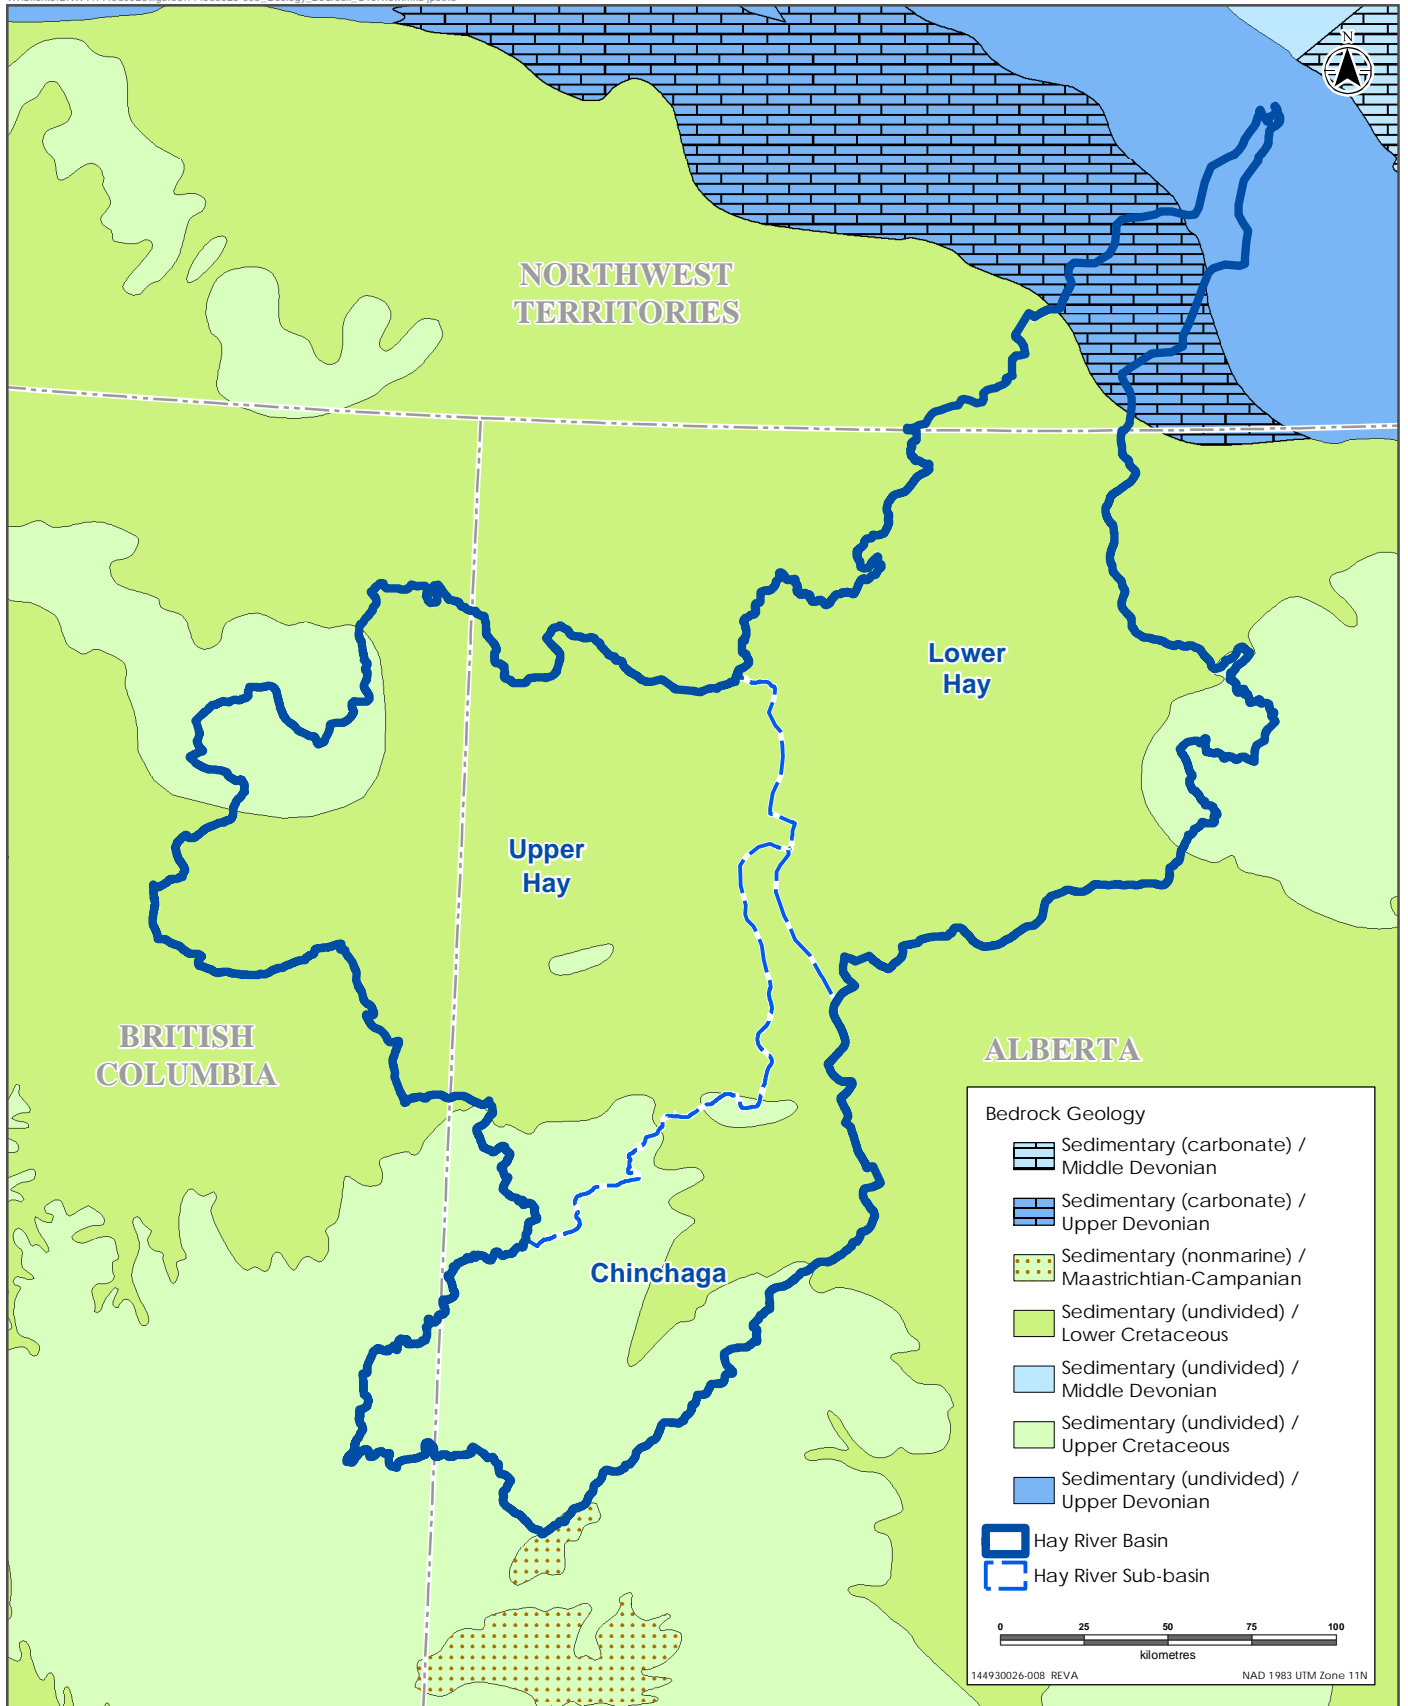 N
NORTHWEST
TERRITORIES
Lower
Hay
Upper
Hay
BRITISH
COLUMBIA
ALBERTA
Chinchaga
Bedrock Geology
Sedimentary (carbonate) /
Middle Devonian
Sedimentary (carbonate) /
Upper Devonian
Sedimentary (nonmarine) /
Maastrichtian-Campanian
Sedimentary (undivided) /
Lower Cretaceous
Sedimentary (undivided) /
Middle Devonian
Sedimentary (undivided) /
Upper Cretaceous
Sedimentary (undivided) /
Upper Devonian
Hay River Basin
Hay River Sub-basin
0 25 50 75 100
kilometres
144930026-008 REVA NAD 1983 UTM Zone 11N